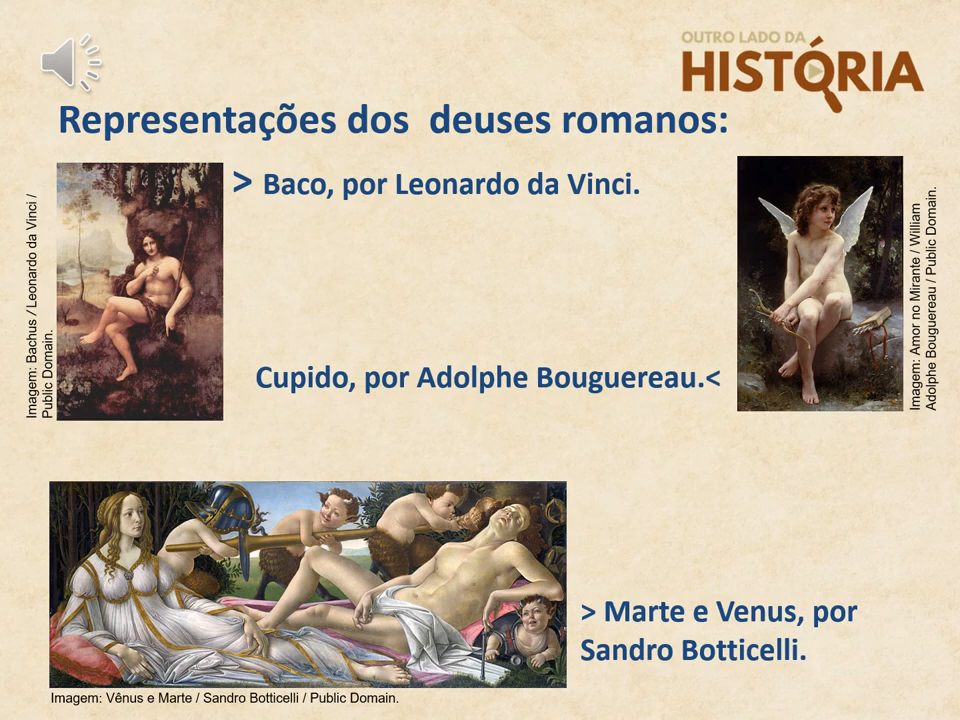 OUTRO LADO DA
HISTÓRIA
Representações dos  deuses romanos:
> Baco, por Leonardo da Vinci.
Imagem: Bachus / Leonardo da Vinci /
Public Domain.
Cupido, por Adolphe Bouguereau.<
Imagem: Amor no Mirante / William
Adolphe Bouguereau / Public Domain.
> Marte e Venus, por
Sandro Botticelli.
Imagem: Vênus e Marte / Sandro Botticelli / Public Domain.